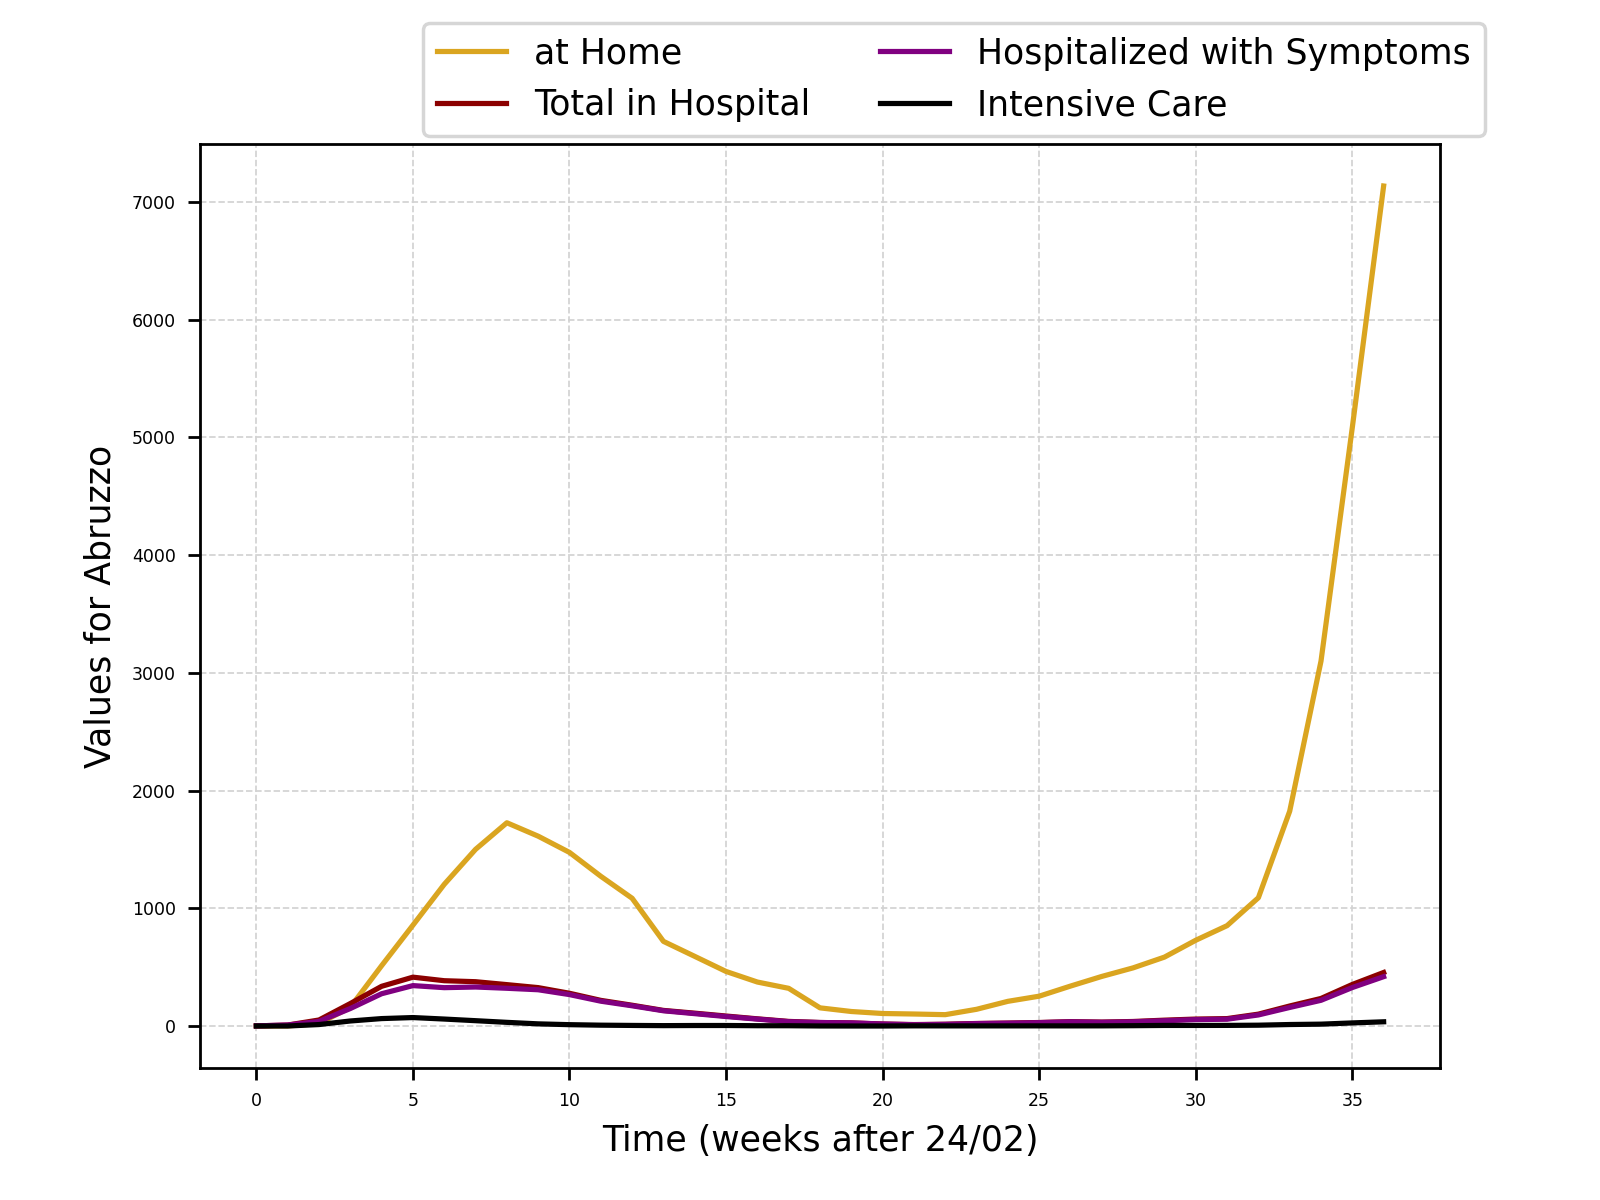 at Home
Total in Hospital
Hospitalized with Symptoms
Intensive Care
Values for Abruzzo
7000
6000
5000
4000
3000
2000
1000
0
0 5 10 15 20 25 30 35
Time (weeks after 24/02)